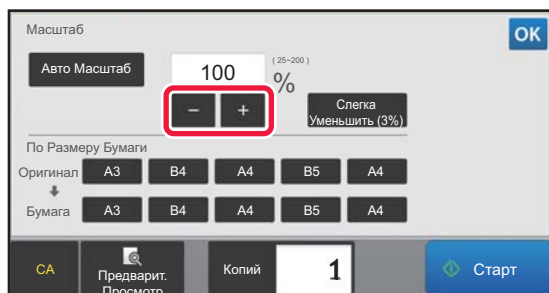 Масштаб
OK
Авто Масштаб
100
(25~200)
%
− +
Слегка
Уменьшить (3%)
По Размеру Бумаги
Оригинал A3 B4 A4 B5 A4
Бумага A3 B4 A4 B5 A4
CA
Предварит.
Просмотр
Копий
1
Старт